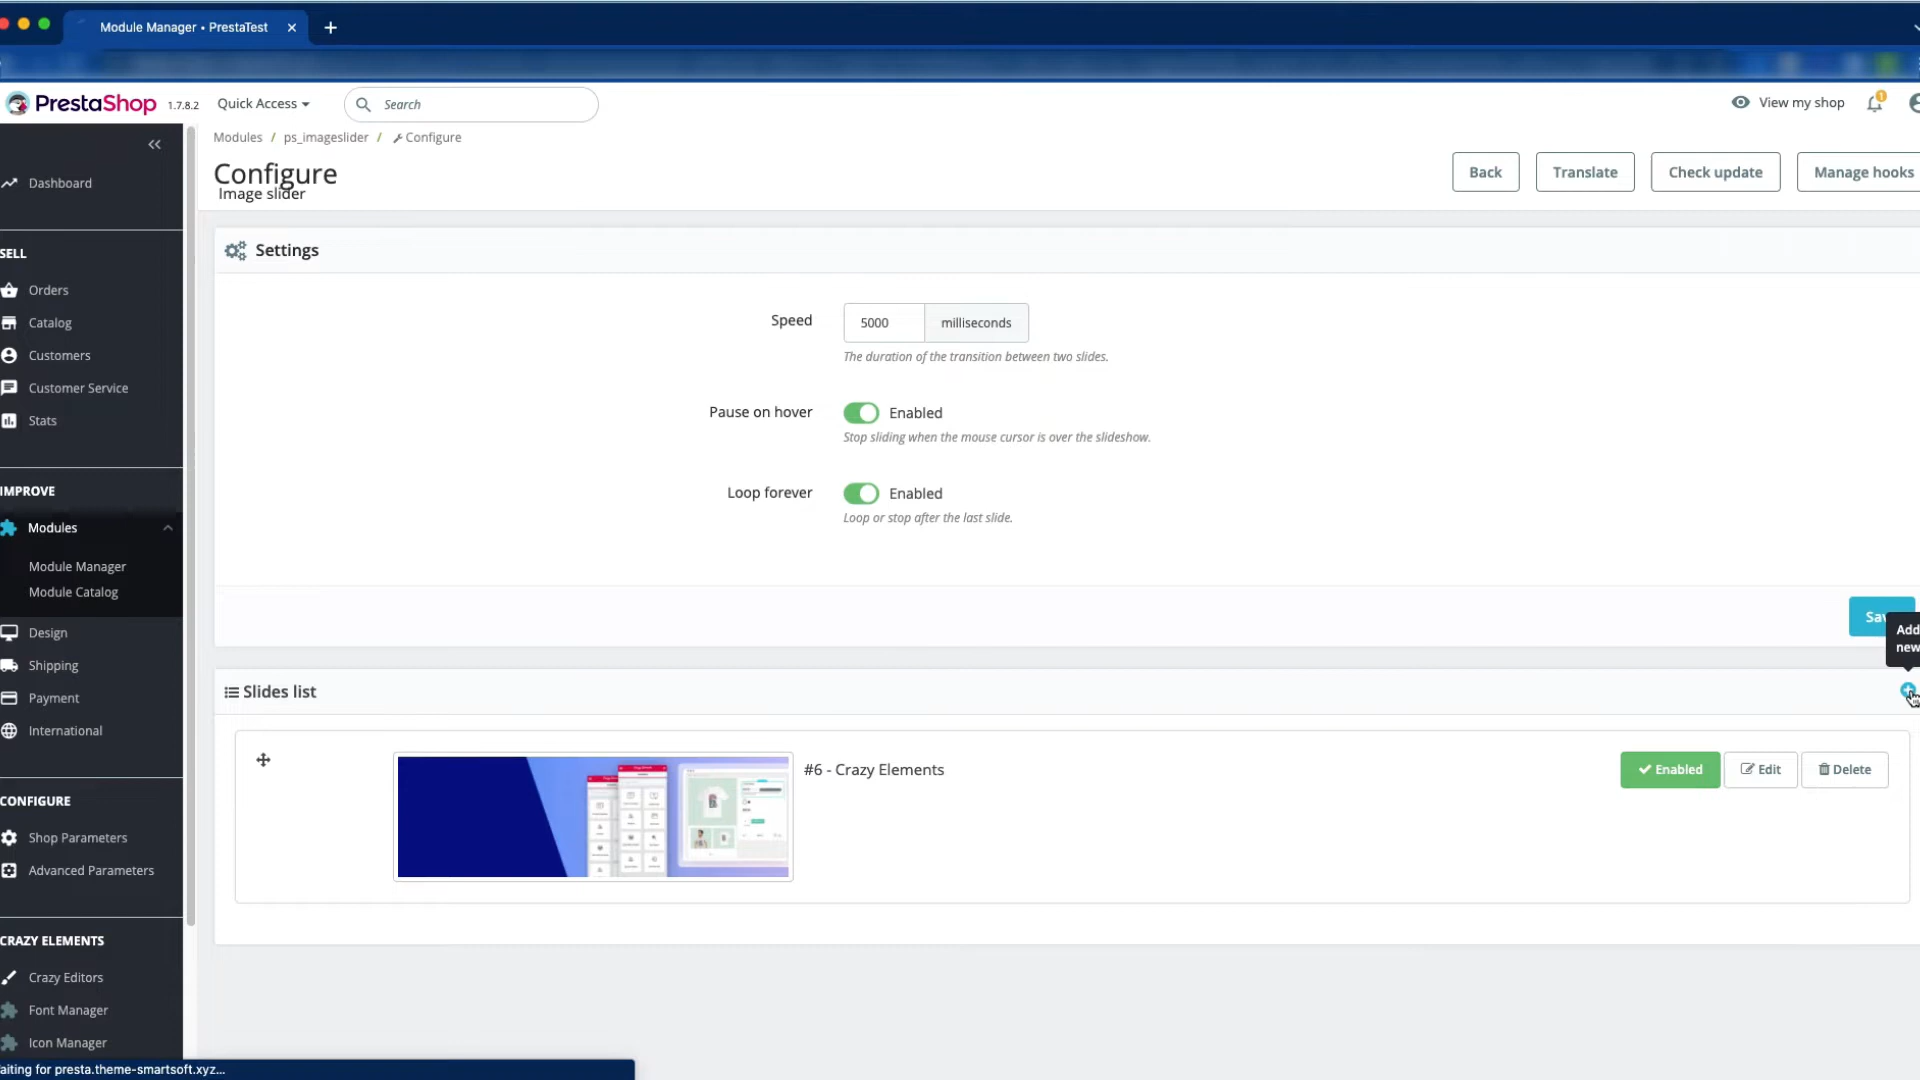 Module Manager • PrestaTest
PrestaShop 1.7.8.2 Quick Access Search View my shop 1
Modules / ps_imageslider / Configure
Configure
Image slider
Back Translate Check update Manage hooks
Dashboard
SELL
Orders
Catalog
Customers
Customer Service
Stats
IMPROVE
Modules
Module Manager
Module Catalog
Design
Shipping
Payment
International
CONFIGURE
Shop Parameters
Advanced Parameters
CRAZY ELEMENTS
Crazy Editors
Font Manager
Icon Manager
Settings
Speed 5000 milliseconds
The duration of the transition between two slides.
Pause on hover Enabled
Stop sliding when the mouse cursor is over the slideshow.
Loop forever Enabled
Loop or stop after the last slide.
Sav
Add
new
Slides list
#6 - Crazy Elements Enabled Edit Delete
aiting for presta.theme-smartsoft.xyz...